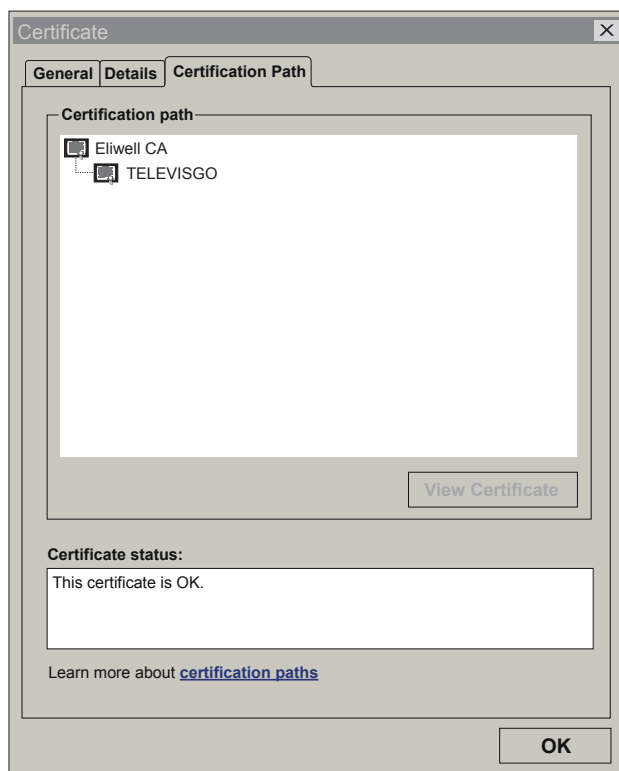 Certificate
General Details Certification Path
Certification path
Eliwell CA
TELEVISGO
View Certificate
Certificate status:
This certificate is OK.
Learn more about certification paths
OK